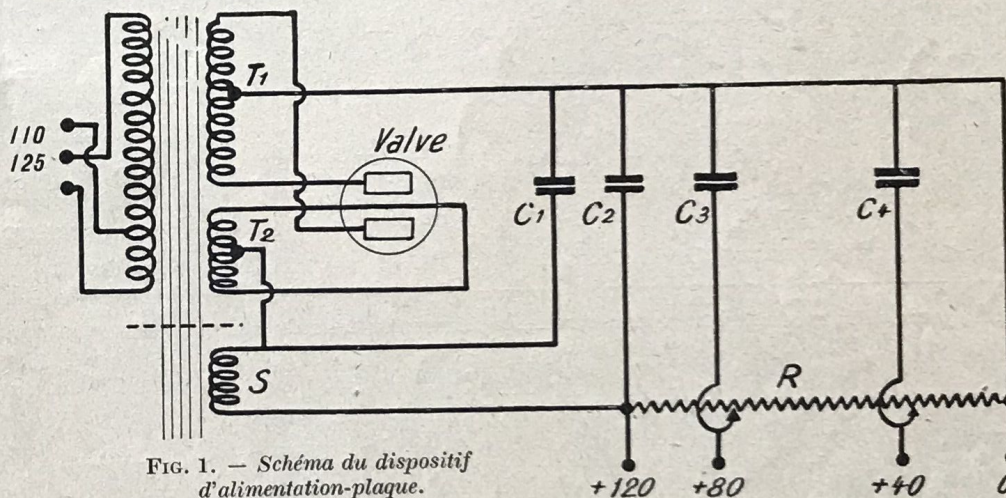 T1
110
125
Valve
C1 C2 C3 C4
T2
S
R
FIG. 1. — Schéma du dispositif
d'alimentation-plaque.
+120 +80 +40